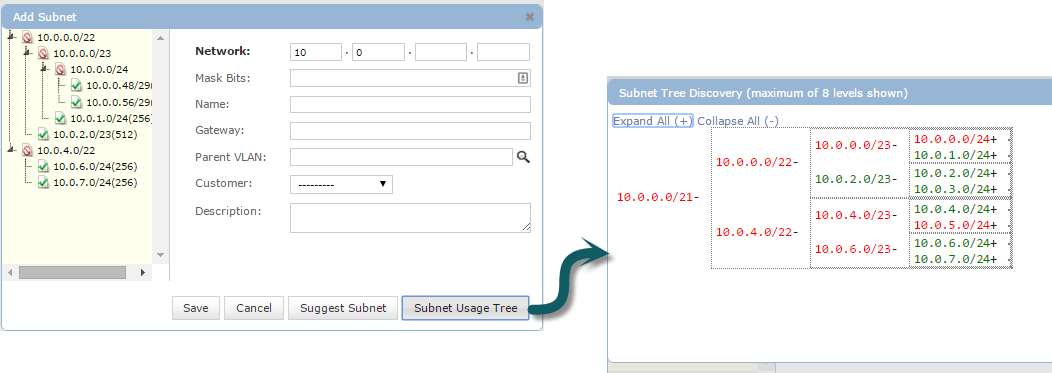 Add Subnet
10.0.0.0/22
10.0.0.0/23
10.0.0.0/24
10.0.0.48/29(
10.0.0.56/29(
10.0.1.0/24(256)
10.0.2.0/23(512)
10.0.4.0/22
10.0.6.0/24(256)
10.0.7.0/24(256)
Network: 10 . 0 . .
Mask Bits:
Name:
Gateway:
Parent VLAN:
Customer: ---------
Description:
Save Cancel Suggest Subnet Subnet Usage Tree
Subnet Tree Discovery (maximum of 8 levels shown)
Expand All (+) Collapse All (-)
10.0.0.0/21-
10.0.0.0/22-
10.0.0.0/23-
10.0.0.0/24+
10.0.1.0/24+
10.0.2.0/23-
10.0.2.0/24+
10.0.3.0/24+
10.0.4.0/22-
10.0.4.0/23-
10.0.4.0/24+
10.0.5.0/24+
10.0.6.0/23-
10.0.6.0/24+
10.0.7.0/24+